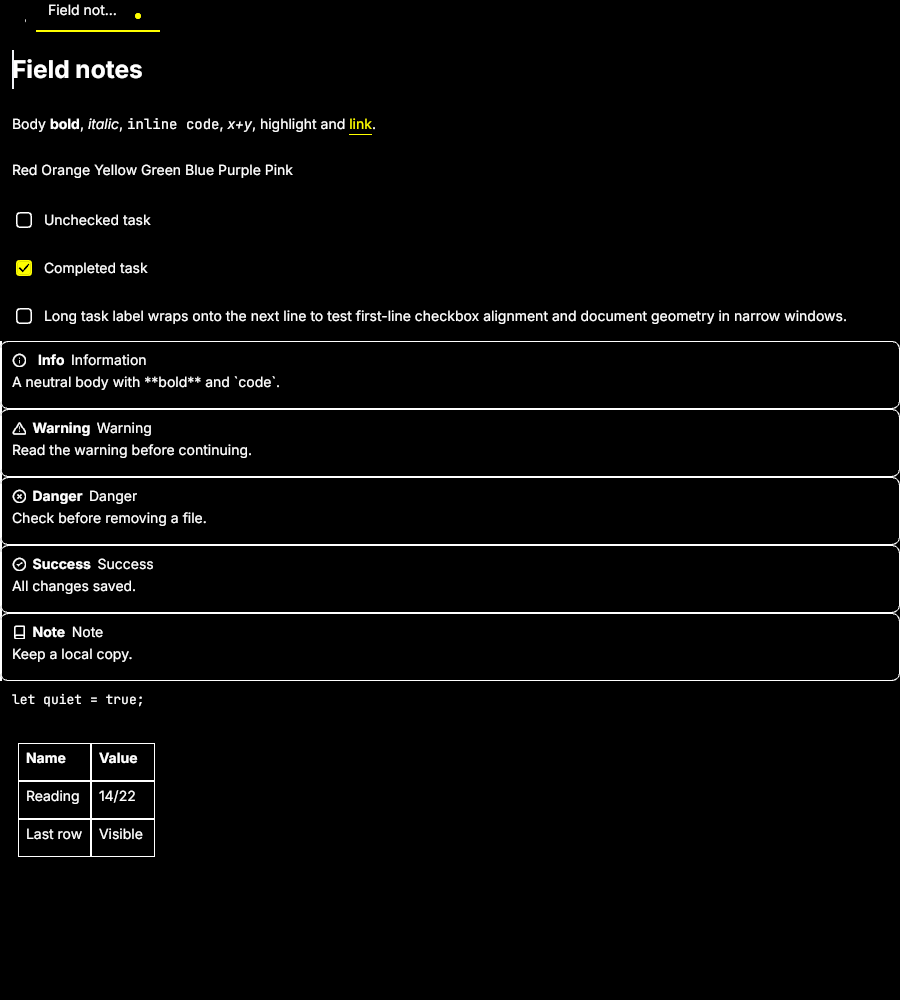 Field not...
Field notes
Body bold, italic, inline code, x+y, highlight and link.
Red Orange Yellow Green Blue Purple Pink
Unchecked task
Completed task
Long task label wraps onto the next line to test first-line checkbox alignment and document geometry in narrow windows.
Info Information
A neutral body with **bold** and `code`.
Warning Warning
Read the warning before continuing.
Danger Danger
Check before removing a file.
Success Success
All changes saved.
Note Note
Keep a local copy.
let quiet = true;
Name Value
Reading 14/22
Last row Visible